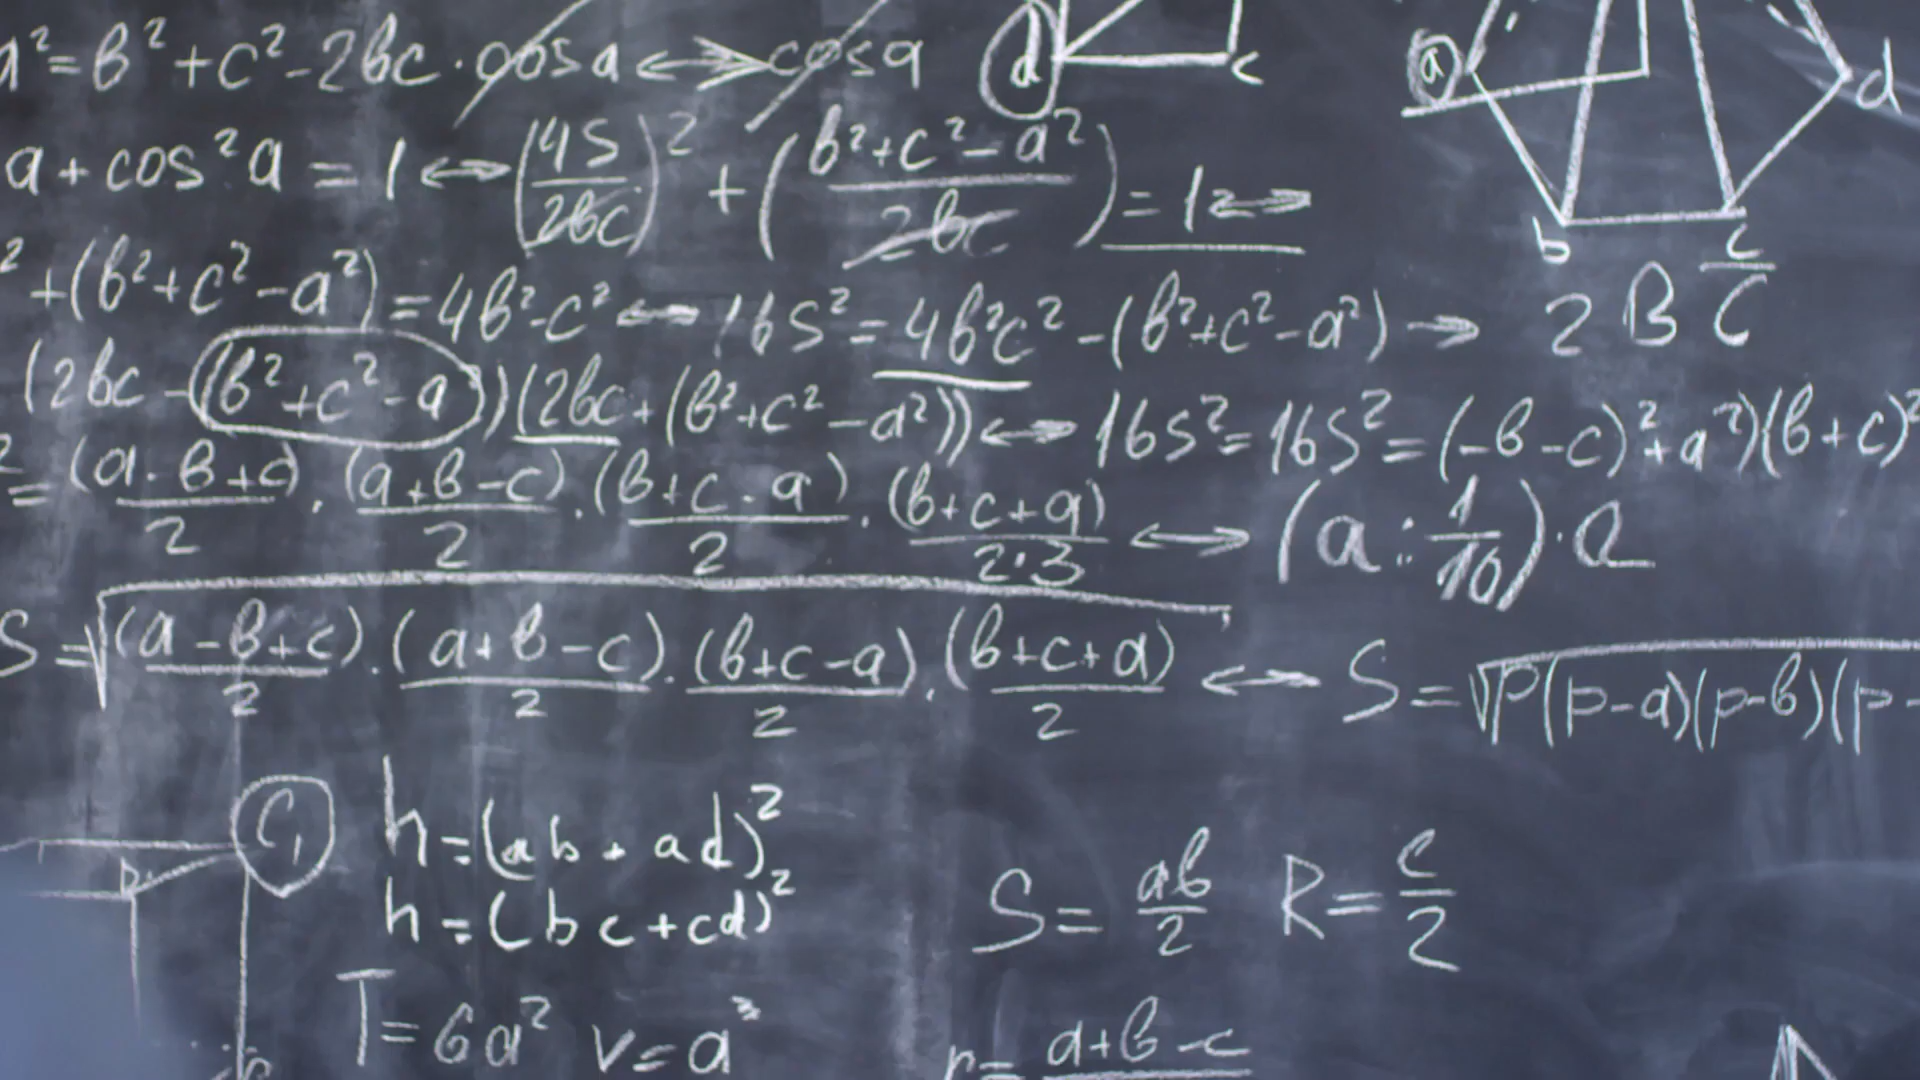 a²=b²+c²-2bc·cosa↔cosa
d
c
a
d
a+cos²a=1↔(4S/2bc)²+(b²+c²-a²/2bc)=1↔
b
c
²+(b²+c²-a²)=4b²-c²↔16S²=4b²c²-(b²+c²-a²)→ 2 B C
(2bc-(b²+c²-a))(2bc+(b²+c²-a²))↔16S²=16S²=(-b-c)²+a²)(b+c)²
²=(a-b+c)/2·(a+b-c)/2·(b+c-a)/2·(b+c+a)/2·3↔(a:1/10)·a
S=√(a-b+c)/2·(a+b-c)/2·(b+c-a)/2·(b+c+a)/2↔S=√p(p-a)(p-b)(p-
C₁
h=(ab+ad)²
h=(bc+cd)²
S=ab/2 R=c/2
T=6a² v=a³
r=a+b-c